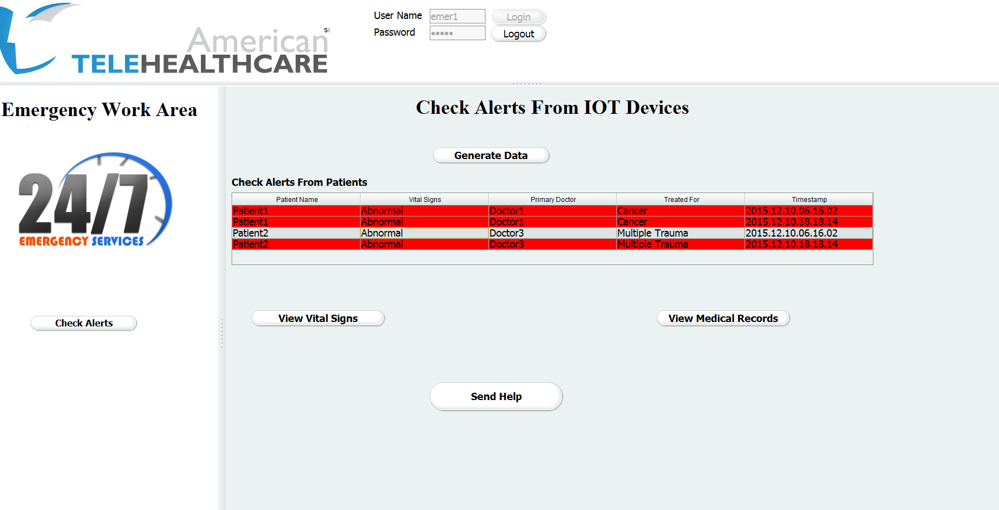 American
TELEHEALTHCARE
User Name emer1 Login
Password ••••• Logout
Emergency Work Area
24/7
EMERGENCY SERVICES
Check Alerts
Check Alerts From IOT Devices
Generate Data
Check Alerts From Patients
Patient Name Vital Signs Primary Doctor Treated For Timestamp
Patient1 Abnormal Doctor1 Cancer 2015.12.10.06.16.02
Patient1 Abnormal Doctor1 Cancer 2015.12.10.18.18.14
Patient2 Abnormal Doctor3 Multiple Trauma 2015.12.10.06.16.02
Patient2 Abnormal Doctor3 Multiple Trauma 2015.12.10.18.18.14
View Vital Signs View Medical Records
Send Help